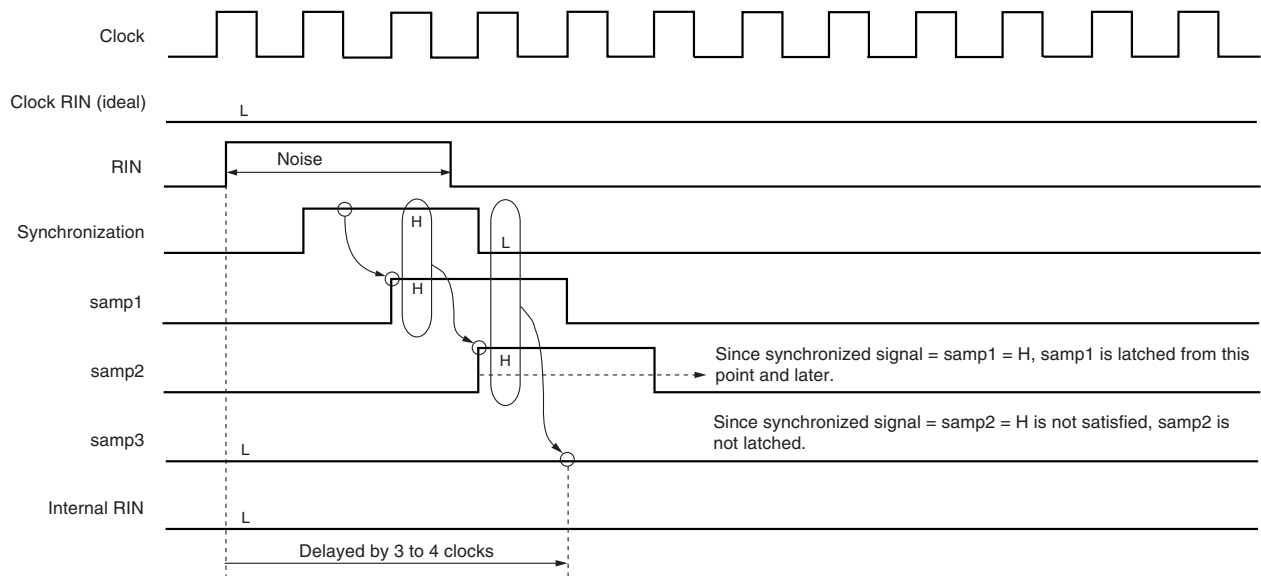 Clock
Clock RIN (ideal)
L
RIN
Noise
Synchronization
H
L
samp1
H
samp2
H
Since synchronized signal = samp1 = H, samp1 is latched from this
point and later.
samp3
L
Since synchronized signal = samp2 = H is not satisfied, samp2 is
not latched.
Internal RIN
L
Delayed by 3 to 4 clocks